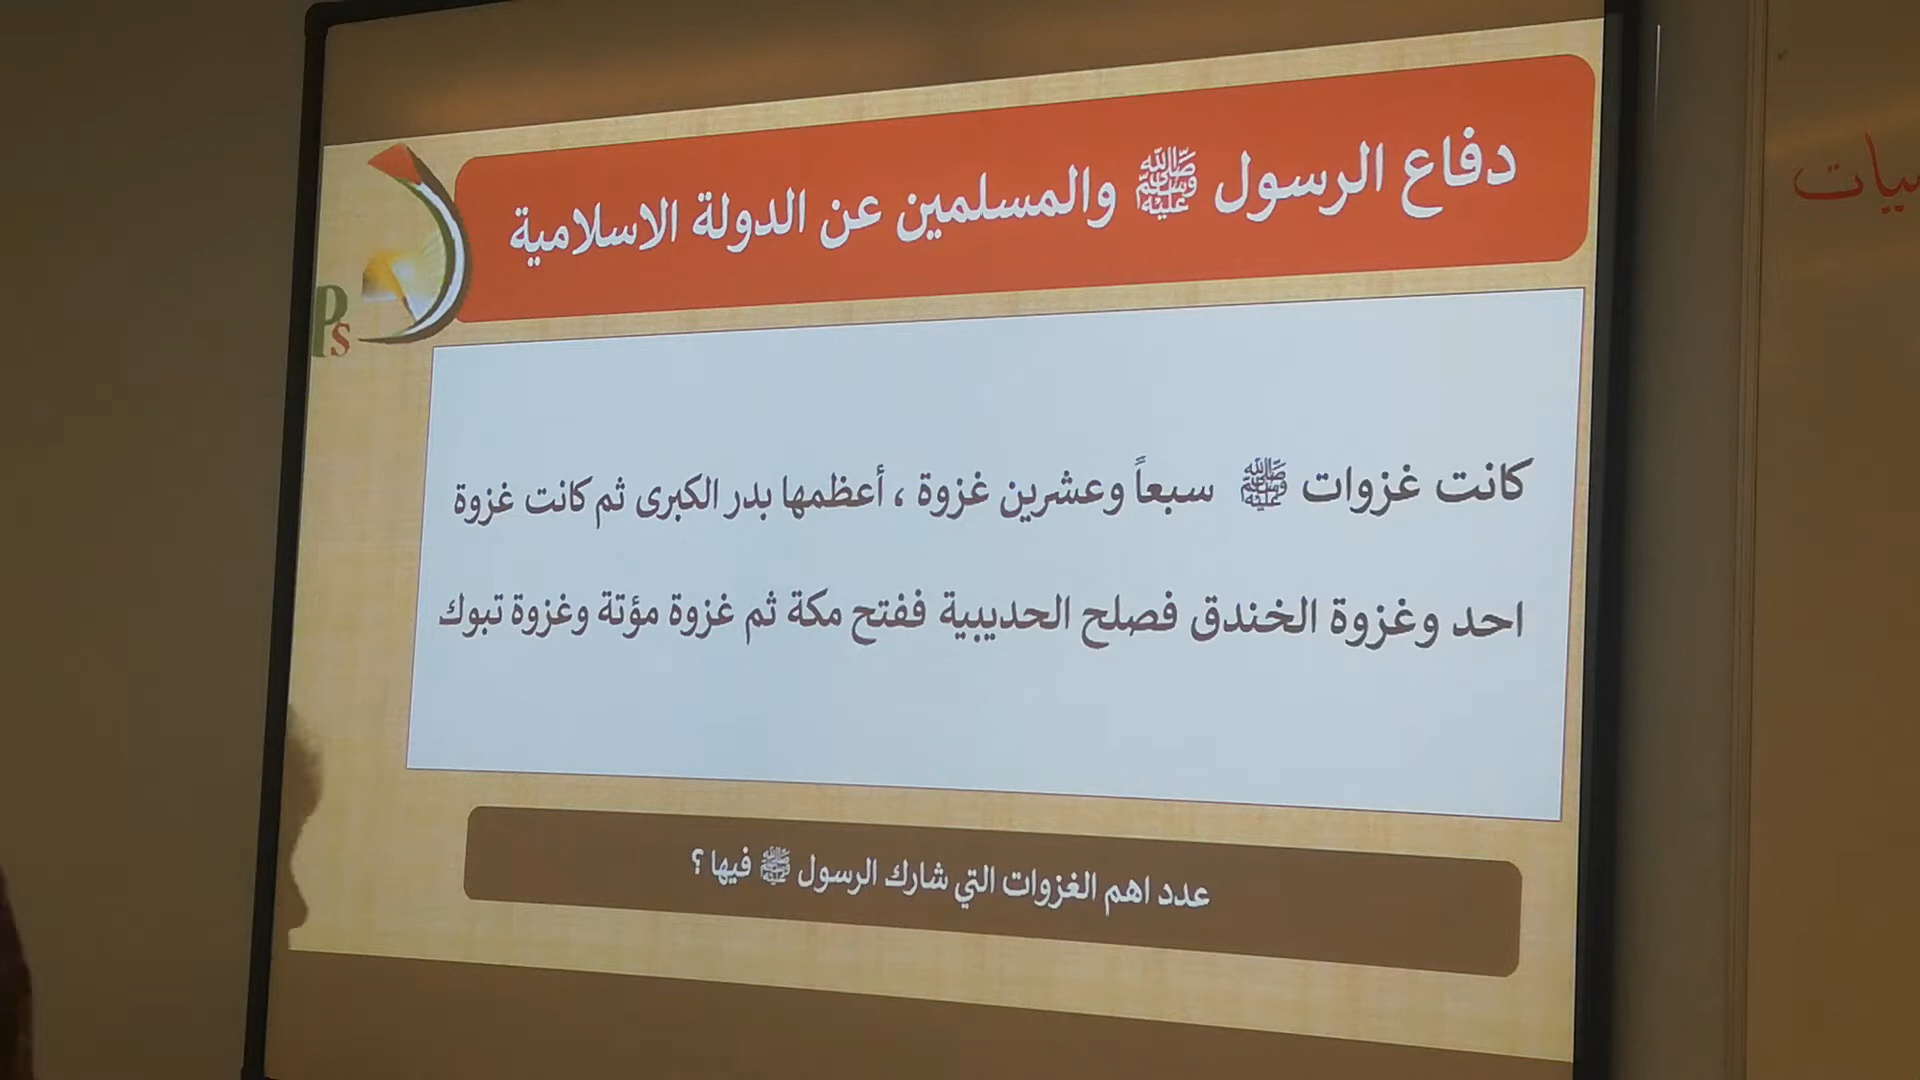 دفاع الرسول ﷺ والمسلمين عن الدولة الاسلامية
كانت غزوات ﷺ سبعاً وعشرين غزوة ، أعظمها بدر الكبرى ثم كانت غزوة
احد وغزوة الخندق فصلح الحديبية ففتح مكة ثم غزوة مؤتة وغزوة تبوك
عدد اهم الغزوات التي شارك الرسول ﷺ فيها ؟
Ps